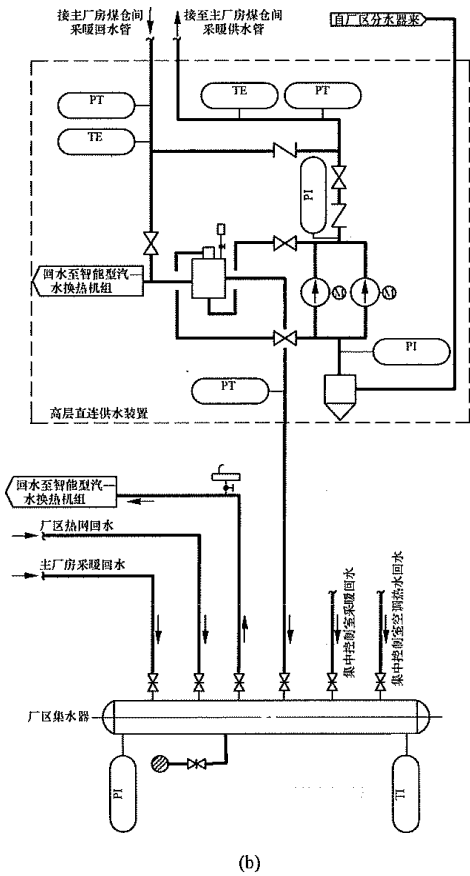 接主厂房煤仓间
采暖回水管
接至主厂房煤仓间
采暖供水管
自厂区分水器来
PT
TE
TE
PT
PI
回水至智能型汽
水换热机组
M
M
PI
PT
高层直连供水装置
回水至智能型汽
水换热机组
厂区热网回水
主厂房采暖回水
集中控制室采暖回水
集中控制室空调热水回水
厂区集水器
PI
TI
(b)